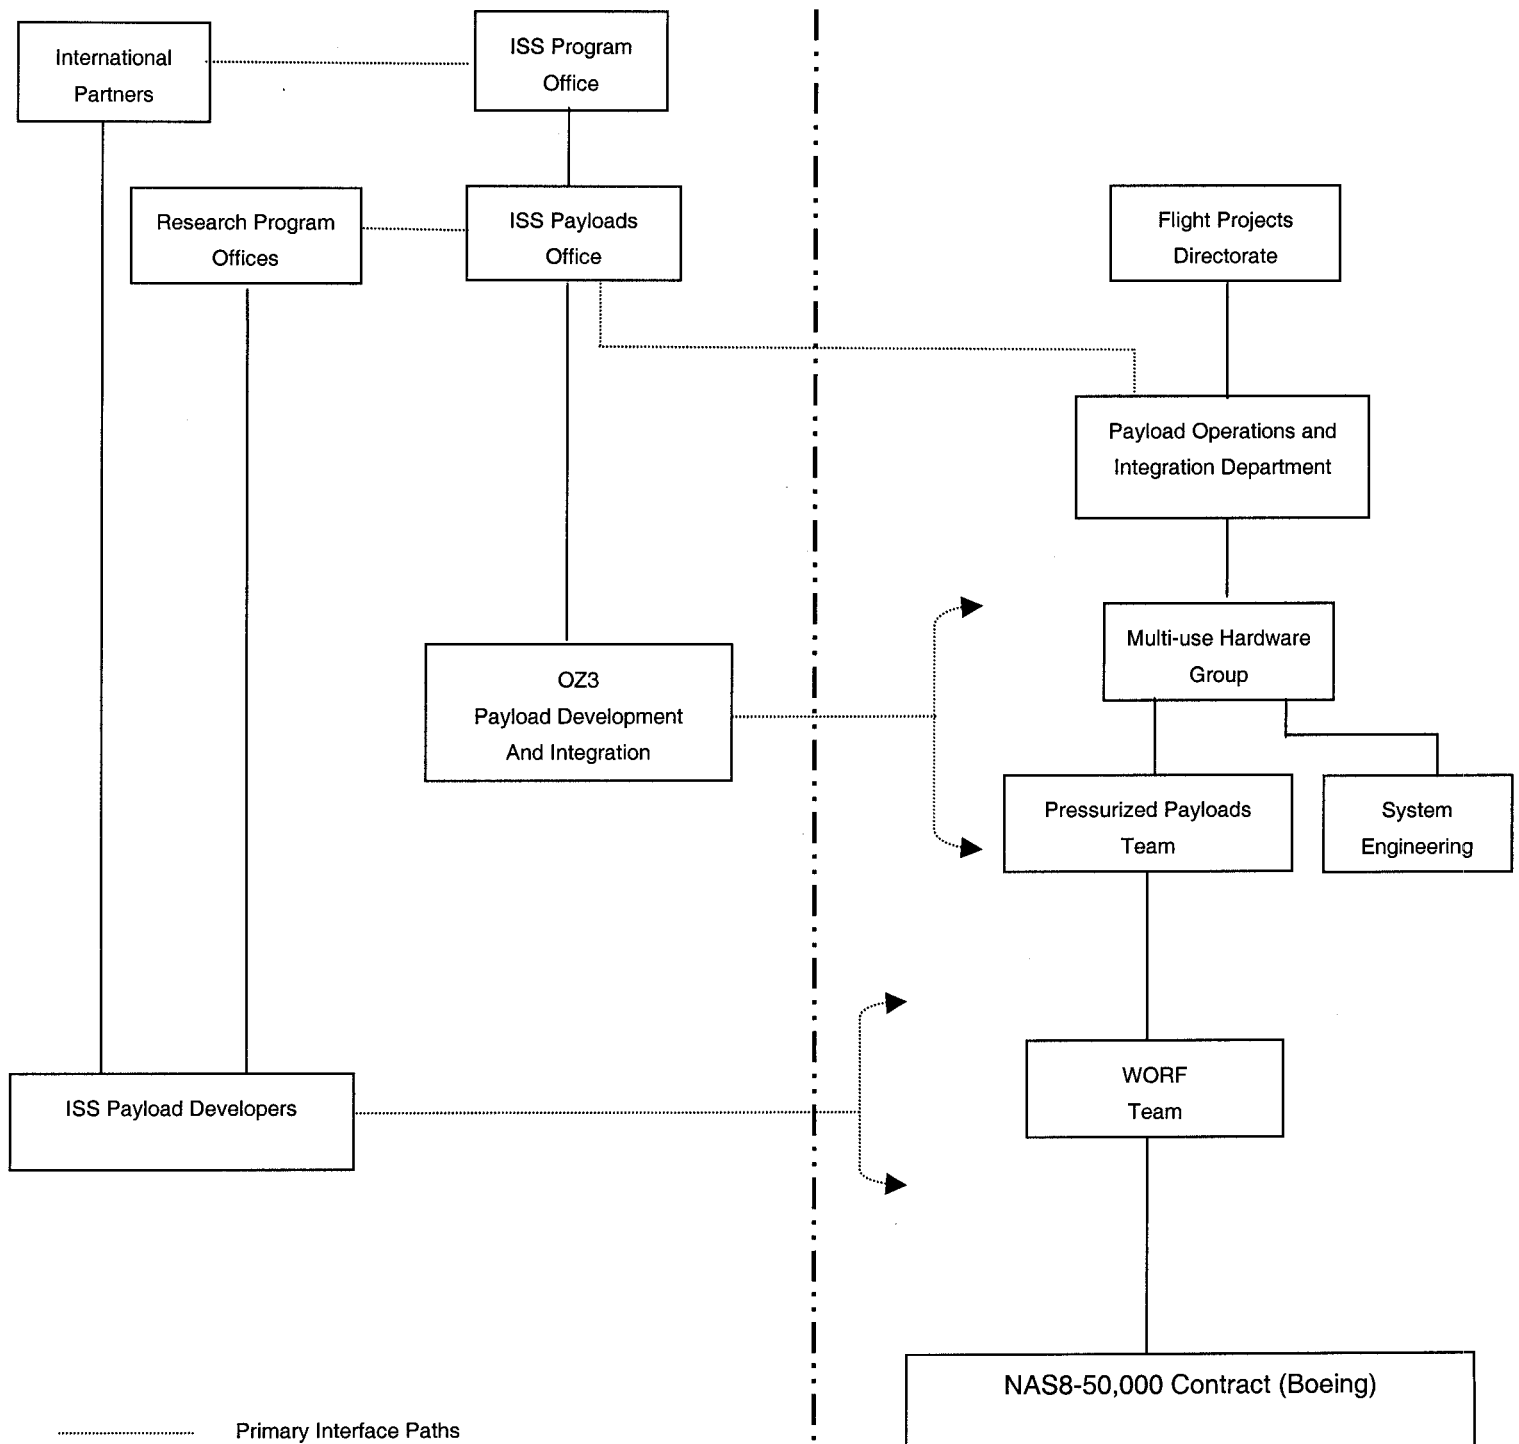 International
Partners
ISS Program
Office
Research Program
Offices
ISS Payloads
Office
Flight Projects
Directorate
Payload Operations and
Integration Department
Multi-use Hardware
Group
OZ3
Payload Development
And Integration
Pressurized Payloads
Team
System
Engineering
WORF
Team
ISS Payload Developers
NAS8-50,000 Contract (Boeing)
Primary Interface Paths